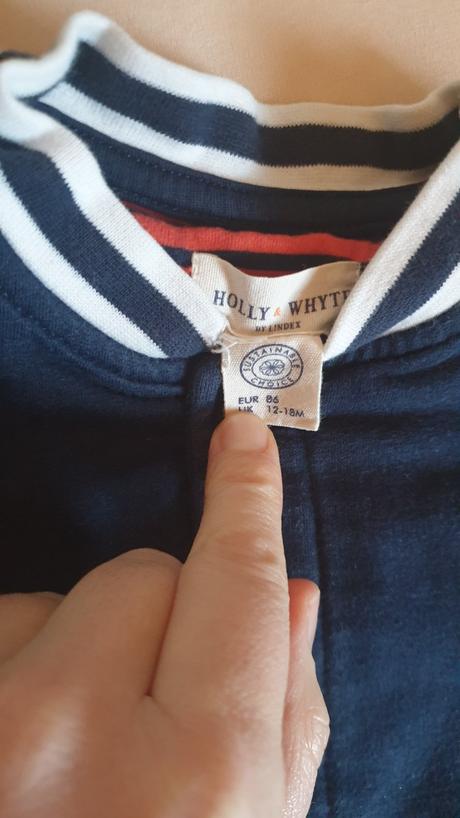 HOLLY & WHYTE
BY LINDEX
SUSTAINABLE
CHOICE
EUR 86
UK 12-18M